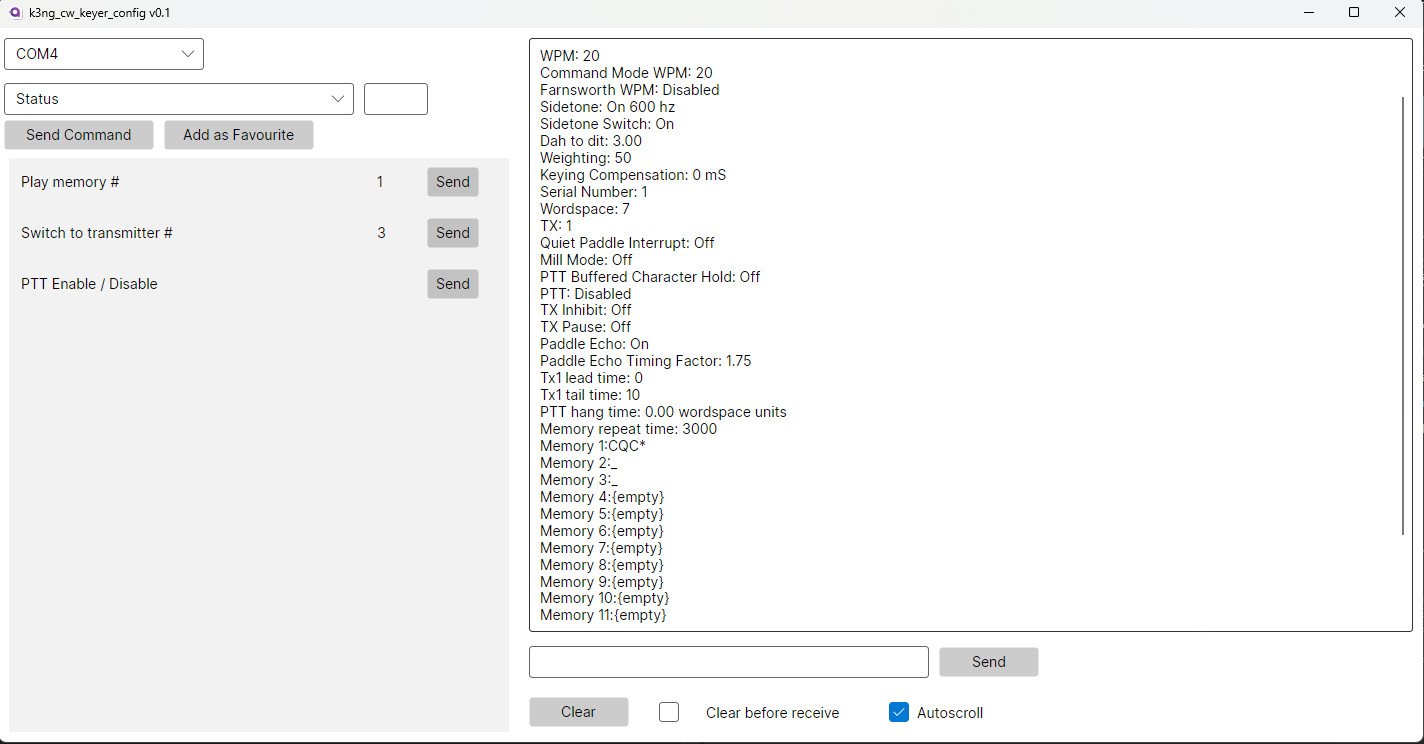 k3ng_cw_keyer_config v0.1
COM4
Status
Send Command
Add as Favourite
Play memory # 1 Send
Switch to transmitter # 3 Send
PTT Enable / Disable Send
WPM: 20
Command Mode WPM: 20
Farnsworth WPM: Disabled
Sidetone: On 600 hz
Sidetone Switch: On
Dah to dit: 3.00
Weighting: 50
Keying Compensation: 0 mS
Serial Number: 1
Wordspace: 7
TX: 1
Quiet Paddle Interrupt: Off
Mill Mode: Off
PTT Buffered Character Hold: Off
PTT: Disabled
TX Inhibit: Off
TX Pause: Off
Paddle Echo: On
Paddle Echo Timing Factor: 1.75
Tx1 lead time: 0
Tx1 tail time: 10
PTT hang time: 0.00 wordspace units
Memory repeat time: 3000
Memory 1:CQC*
Memory 2:_
Memory 3:_
Memory 4:{empty}
Memory 5:{empty}
Memory 6:{empty}
Memory 7:{empty}
Memory 8:{empty}
Memory 9:{empty}
Memory 10:{empty}
Memory 11:{empty}
Send
Clear
Clear before receive
Autoscroll